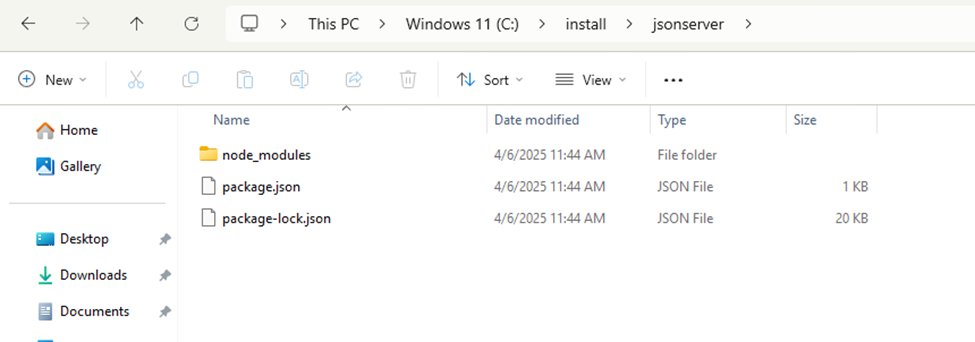 This PC > Windows 11 (C:) > install > jsonserver >
New Sort View
Name Date modified Type Size
Home
Gallery
node_modules 4/6/2025 11:44 AM File folder
package.json 4/6/2025 11:44 AM JSON File 1 KB
package-lock.json 4/6/2025 11:44 AM JSON File 20 KB
Desktop
Downloads
Documents